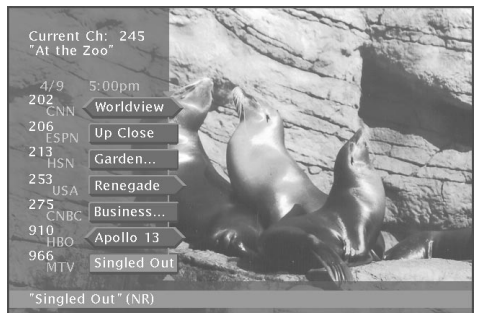 Current Ch: 245
"At the Zoo"
4/9 5:00pm
202 CNN Worldview
206 ESPN Up Close
213 HSN Garden...
253 USA Renegade
275 CNBC Business...
910 HBO Apollo 13
966 MTV Singled Out
"Singled Out" (NR)